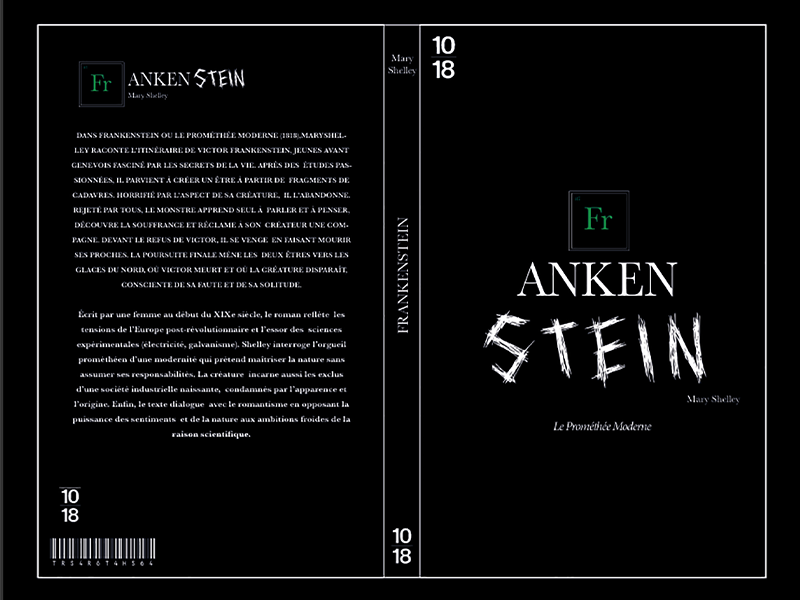 Fr ANKEN STEIN
Mary Shelley
DANS FRANKENSTEIN OU LE PROMÉTHÉE MODERNE (1818),MARYSHEL-
LEY RACONTE L'ITINÉRAIRE DE VICTOR FRANKENSTEIN, JEUNES AVANT
GENEVOIS FASCINÉ PAR LES SECRETS DE LA VIE. APRÈS DES ÉTUDES PAS-
SIONNÉES, IL PARVIENT À CRÉER UN ÊTRE À PARTIR DE FRAGMENTS DE
CADAVRES. HORRIFIÉ PAR L'ASPECT DE SA CRÉATURE, IL L'ABANDONNE.
REJETÉ PAR TOUS, LE MONSTRE APPREND SEUL À PARLER ET À PENSER,
DÉCOUVRE LA SOUFFRANCE ET RÉCLAME À SON CRÉATEUR UNE COM-
PAGNE. DEVANT LE REFUS DE VICTOR, IL SE VENGE EN FAISANT MOURIR
SES PROCHES. LA POURSUITE FINALE MÈNE LES DEUX ÊTRES VERS LES
GLACES DU NORD, OÙ VICTOR MEURT ET OÙ LA CRÉATURE DISPARAÎT,
CONSCIENTE DE SA FAUTE ET DE SA SOLITUDE.
Écrit par une femme au début du XIXe siècle, le roman reflète les
tensions de l'Europe post-révolutionnaire et l'essor des sciences
expérimentales (électricité, galvanisme). Shelley interroge l'orgueil
prométhéen d'une modernité qui prétend maîtriser la nature sans
assumer ses responsabilités. La créature incarne aussi les exclus
d'une société industrielle naissante, condamnés par l'apparence et
l'origine. Enfin, le texte dialogue avec le romantisme en opposant la
puissance des sentiments et de la nature aux ambitions froides de la
raison scientifique.
10
18
TRS4R6T4H564
Mary
Shelley
FRANKENSTEIN
10
18
10
18
Fr
ANKEN
STEIN
Mary Shelley
Le Prométhée Moderne